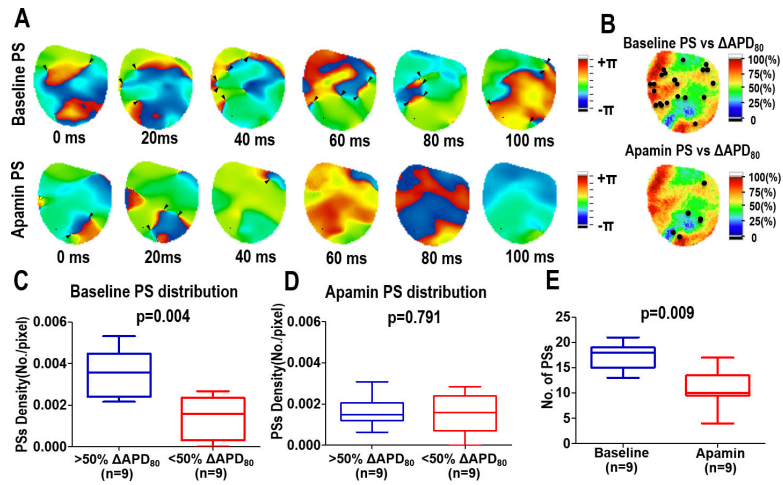 A
Baseline PS
0 ms
20ms
40 ms
60 ms
80 ms
100 ms
+π
-π
Apamin PS
0 ms
20ms
40 ms
60 ms
80 ms
100 ms
+π
-π
B
Baseline PS vs ΔAPD80
100(%)
75(%)
50(%)
25(%)
0
Apamin PS vs ΔAPD80
100(%)
75(%)
50(%)
25(%)
0
C
Baseline PS distribution
p=0.004
PSs Density(No./pixel)
0.006
0.004
0.002
0.000
>50% ΔAPD80
(n=9)
<50% ΔAPD80
(n=9)
D
Apamin PS distribution
p=0.791
PSs Density(No./pixel)
0.006
0.004
0.002
0.000
>50% ΔAPD80
(n=9)
<50% ΔAPD80
(n=9)
E
p=0.009
No. of PSs
25
20
15
10
5
0
Baseline
(n=9)
Apamin
(n=9)